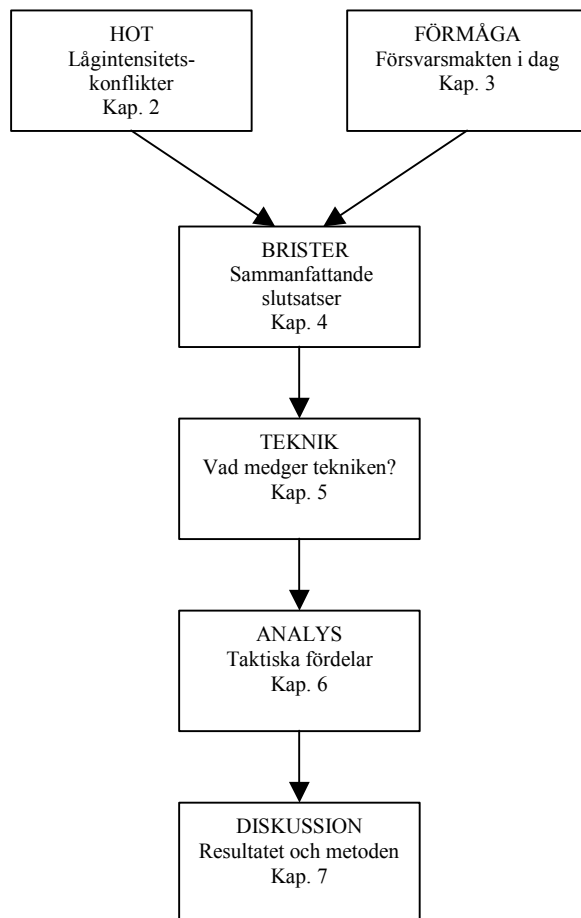 HOT
Lågintensitets-
konflikter
Kap. 2
FÖRMÅGA
Försvarsmakten i dag
Kap. 3
BRISTER
Sammanfattande
slutsatser
Kap. 4
TEKNIK
Vad medger tekniken?
Kap. 5
ANALYS
Taktiska fördelar
Kap. 6
DISKUSSION
Resultatet och metoden
Kap. 7